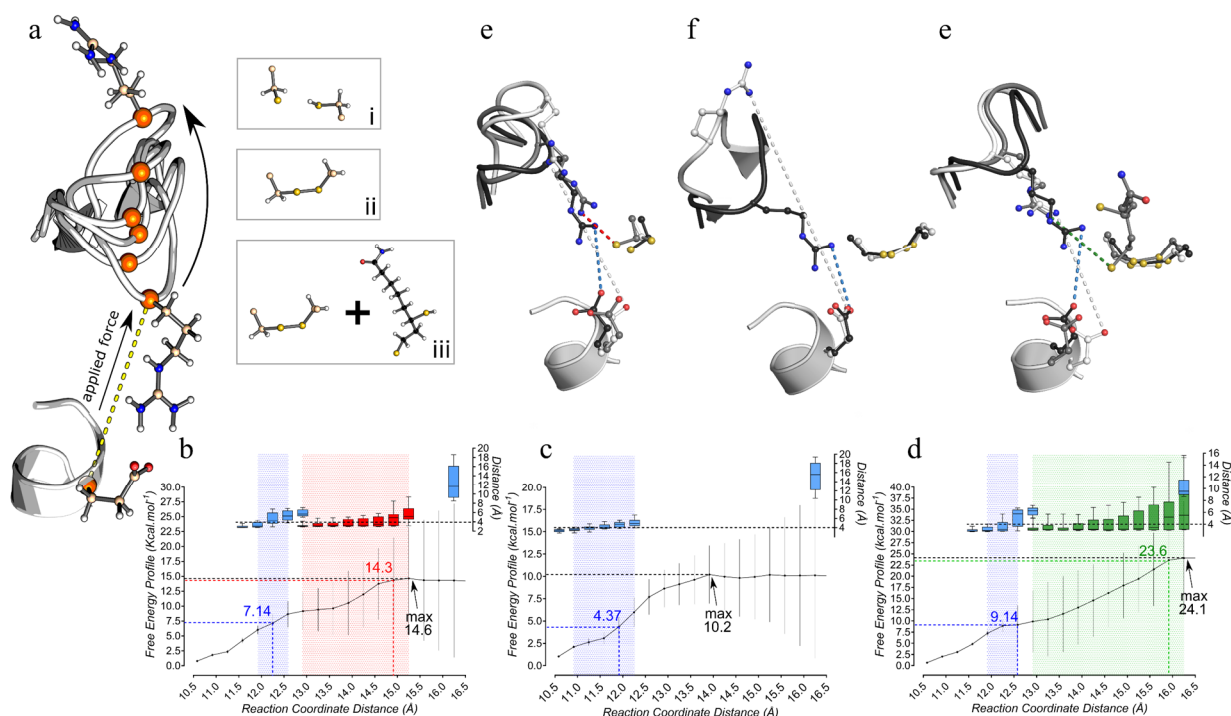 a
i
ii
iii
applied force
e
f
e
b
20
18
16
14
12
10
8
6
4
2
Distance (Å)
Free Energy Profile (Kcal.mol⁻¹)
30.0
27.5
25.0
22.5
20.0
17.5
15.0
12.5
10.0
7.5
5.0
2.5
0.0
14.3
7.14
max
14.6
10.5 11.0 11.5 12.0 12.5 13.0 13.5 14.0 14.5 15.0 15.5 16.0 16.5
Reaction Coordinate Distance (Å)
c
20
18
16
14
12
10
8
6
4
2
Distance (Å)
Free Energy Profile (kcal.mol⁻¹)
25.0
22.5
20.0
17.5
15.0
12.5
10.0
7.5
5.0
2.5
0.0
4.37
max
10.2
10.5 11.0 11.5 12.0 12.5 13.0 13.5 14.0 14.5 15.0 15.5 16.0 16.5
Reaction Coordinate Distance (Å)
d
16
14
12
10
8
6
4
2
Distance (Å)
Free Energy Profile (kcal.mol⁻¹)
40.0
37.5
35.0
32.5
30.0
27.5
25.0
22.5
20.0
17.5
15.0
12.5
10.0
7.5
5.0
2.5
0.0
23.6
9.14
max
24.1
10.5 11.0 11.5 12.0 12.5 13.0 13.5 14.0 14.5 15.0 15.5 16.0 16.5
Reaction Coordinate Distance (Å)